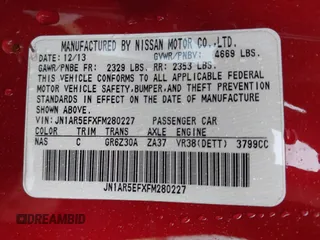 MANUFACTURED BY NISSAN MOTOR CO.,LTD.
DATE: 12/13 GVWR/PNBV: 4669 LBS.
GAWR/PNBE FR: 2329 LBS RR: 2353 LBS.
THIS VEHICLE CONFORMS TO ALL APPLICABLE FEDERAL
MOTOR VEHICLE SAFETY,BUMPER,AND THEFT PREVENTION
STANDARDS IN EFFECT ON THE DATE OF MANUFACTURE
SHOWN ABOVE.
V.I.N.: JN1AR5EFXFM280227 PASSENGER CAR
COLOR TRIM TRANS AXLE ENGINE
NAS C GR6Z30A ZA37 VR38(DETT) 3799CC
JN1AR5EFXFM280227
DREAMBID